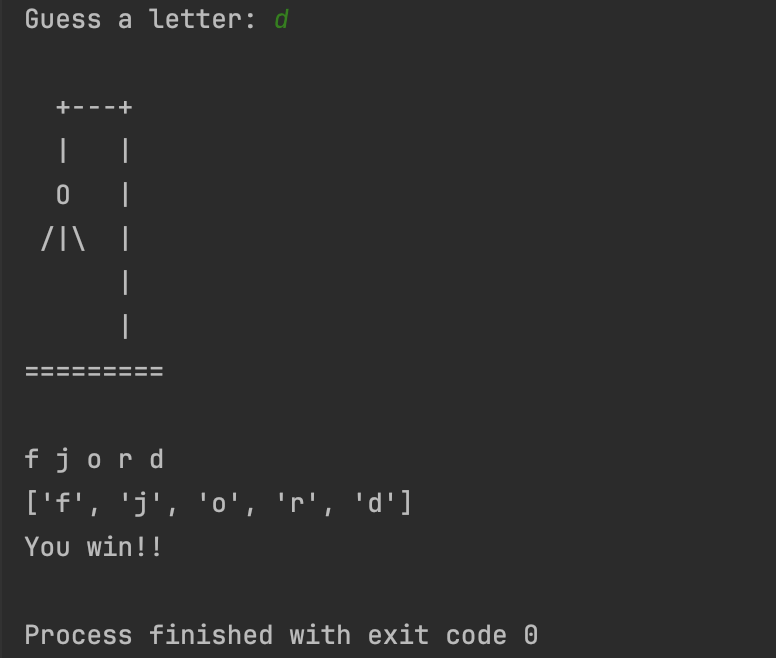 Guess a letter: d
  +---+
  |   |
  O   |
 /|\  |
      |
      |
=========
f j o r d
['f', 'j', 'o', 'r', 'd']
You win!!
Process finished with exit code 0